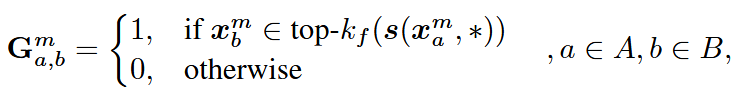 G^m_{a,b} = { 1, if x^m_b ∈ top-k_f(s(x^m_a, *))
0, otherwise , a ∈ A, b ∈ B,